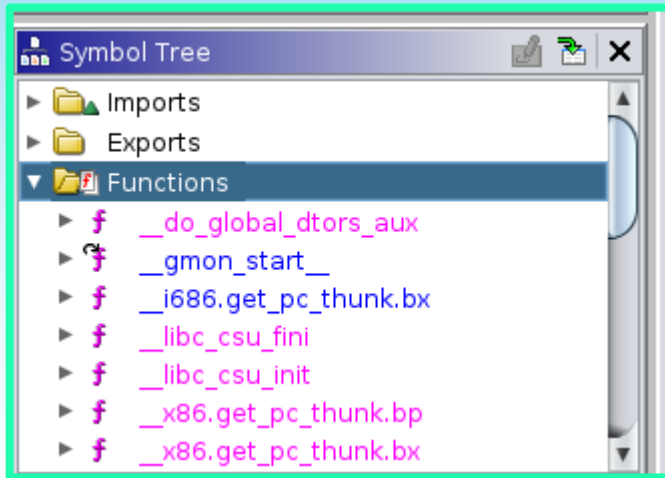 Symbol Tree
Imports
Exports
Functions
__do_global_dtors_aux
__gmon_start__
__i686.get_pc_thunk.bx
__libc_csu_fini
__libc_csu_init
__x86.get_pc_thunk.bp
__x86.get_pc_thunk.bx